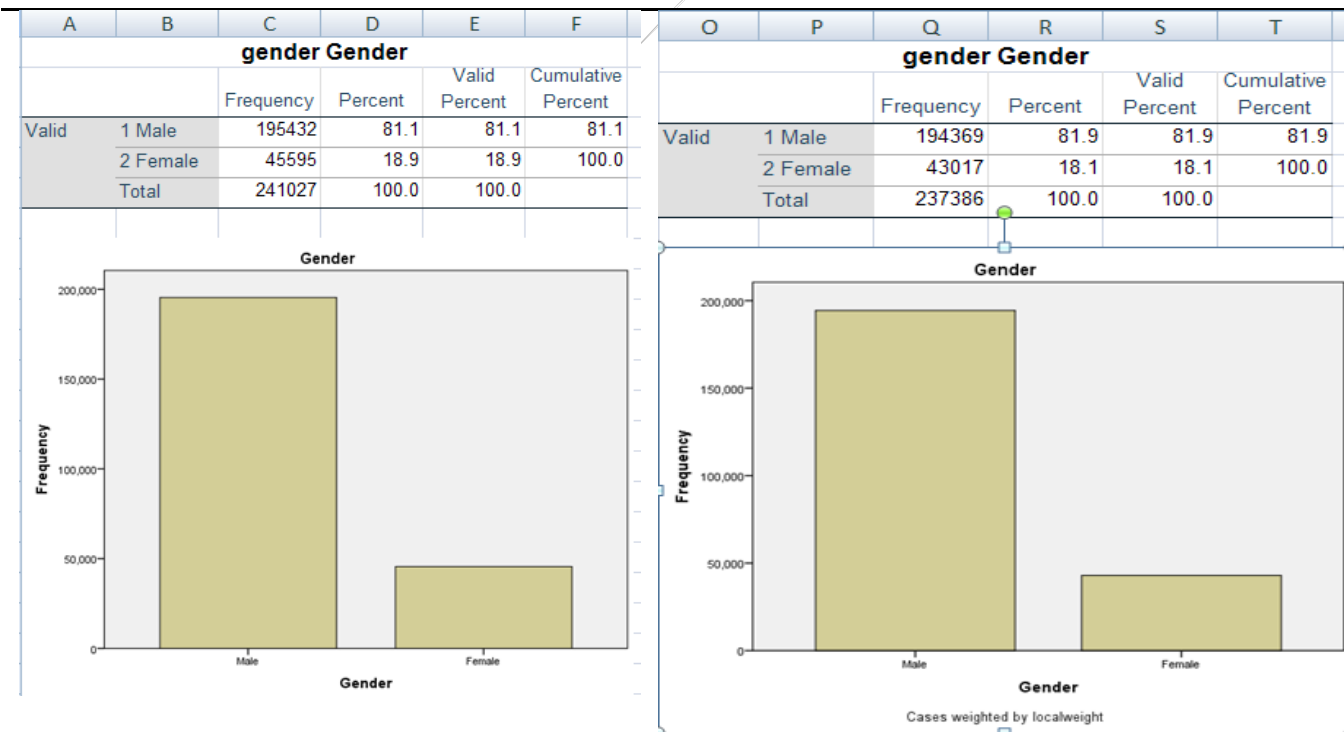 A B C D E F
gender Gender
Frequency Percent Valid Percent Cumulative Percent
Valid 1 Male 195432 81.1 81.1 81.1
2 Female 45595 18.9 18.9 100.0
Total 241027 100.0 100.0
Gender
200,000
150,000
100,000
50,000
0
Frequency
Male Female
Gender
O P Q R S T
gender Gender
Frequency Percent Valid Percent Cumulative Percent
Valid 1 Male 194369 81.9 81.9 81.9
2 Female 43017 18.1 18.1 100.0
Total 237386 100.0 100.0
Gender
200,000
150,000
100,000
50,000
0
Frequency
Male Female
Gender
Cases weighted by localweight